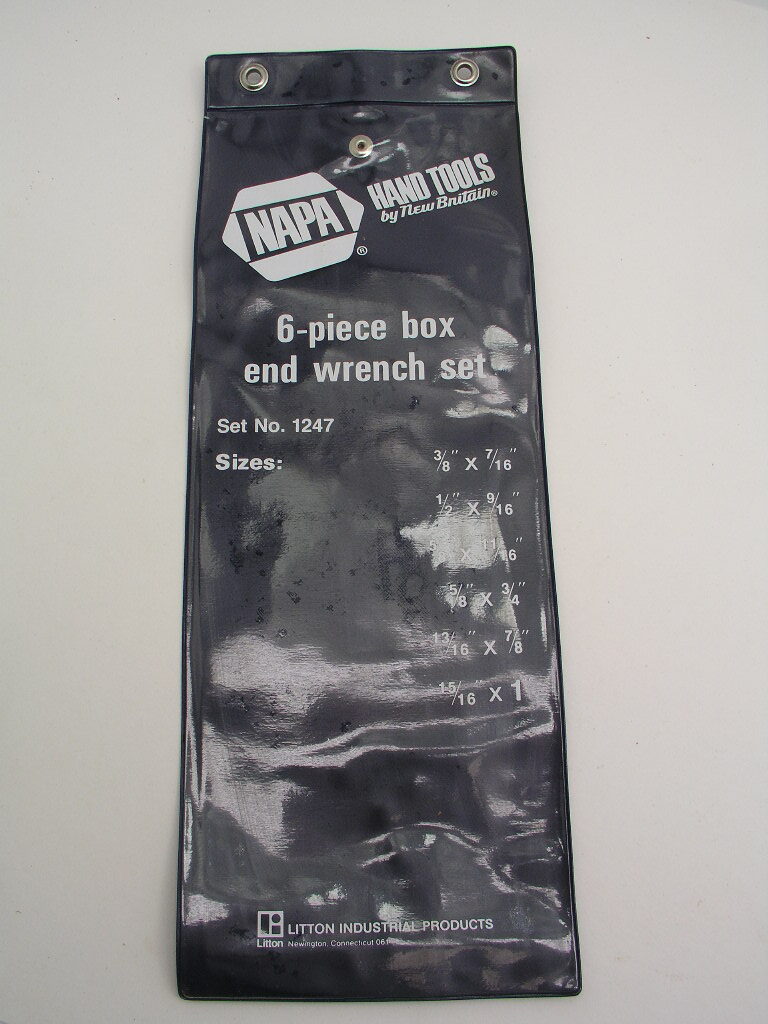 NAPA®
HAND TOOLS
by New Britain®
6-piece box
end wrench set
Set No. 1247
Sizes:
3/8" X 7/16"
1/2" X 9/16"
X 11/16"
5/8" X 3/4"
13/16" X 7/8"
15/16" X 1
LITTON INDUSTRIAL PRODUCTS
Litton Newington, Connecticut